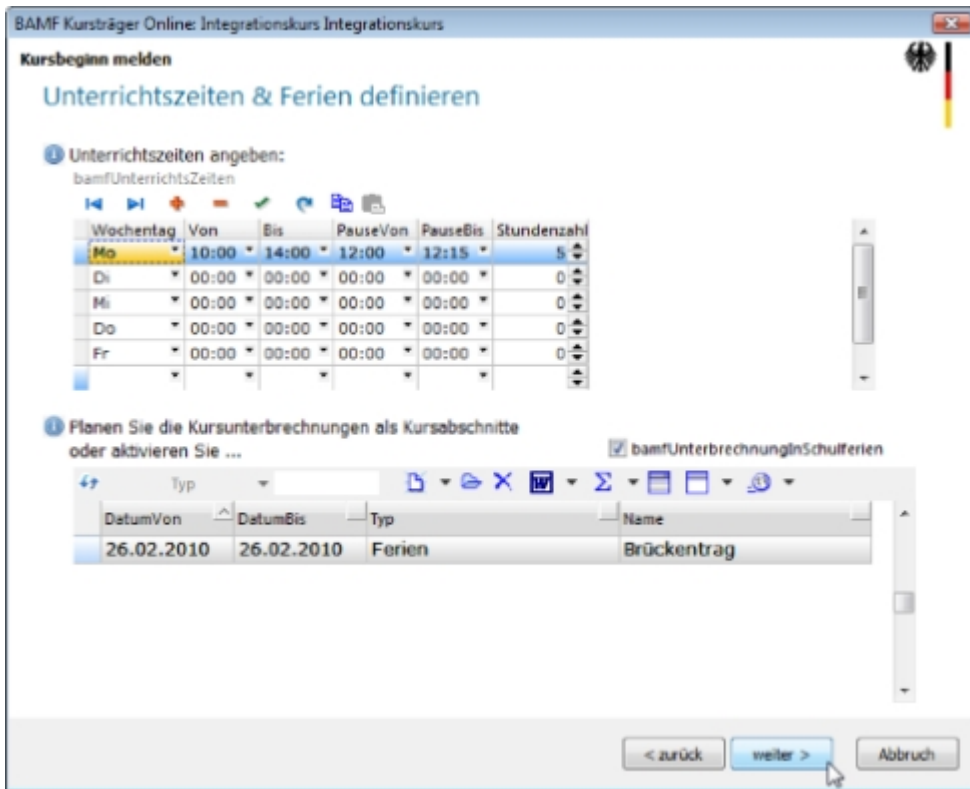 BAMF Kursträger Online: Integrationskurs Integrationskurs
Kursbeginn melden
Unterrichtszeiten & Ferien definieren
Unterrichtszeiten angeben:
bamfUnterrichtsZeiten
Wochentag Von Bis PauseVon PauseBis Stundenzahl
Mo 10:00 14:00 12:00 12:15 5
Di 00:00 00:00 00:00 00:00 0
Mi 00:00 00:00 00:00 00:00 0
Do 00:00 00:00 00:00 00:00 0
Fr 00:00 00:00 00:00 00:00 0
Planen Sie die Kursunterbrechnungen als Kursabschnitte
oder aktivieren Sie ... bamfUnterbrechnungInSchulferien
Typ W Σ
DatumVon DatumBis Typ Name
26.02.2010 26.02.2010 Ferien Brückentrag
< zurück weiter > Abbruch